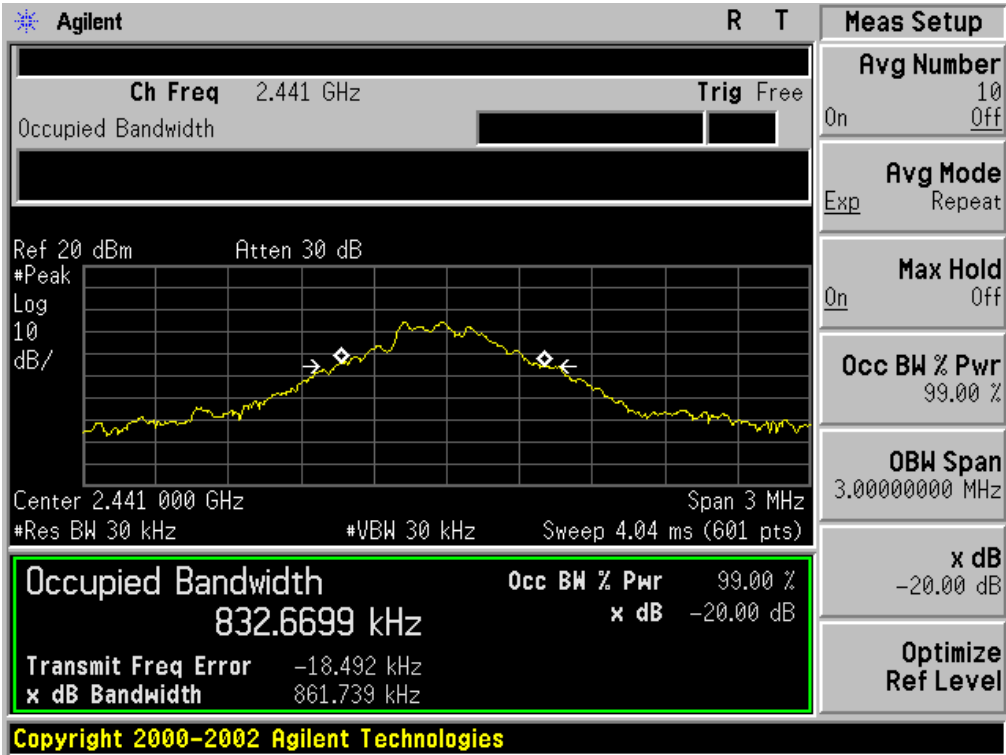 Agilent R T
Ch Freq 2.441 GHz Trig Free
Occupied Bandwidth
Ref 20 dBm Atten 30 dB
#Peak
Log
10
dB/
Center 2.441 000 GHz Span 3 MHz
#Res BW 30 kHz #VBW 30 kHz Sweep 4.04 ms (601 pts)
Occupied Bandwidth Occ BW % Pwr 99.00 %
832.6699 kHz x dB -20.00 dB
Transmit Freq Error -18.492 kHz
x dB Bandwidth 861.739 kHz
Copyright 2000-2002 Agilent Technologies
Meas Setup
Avg Number
10
On Off
Avg Mode
Exp Repeat
Max Hold
On Off
Occ BW % Pwr
99.00 %
OBW Span
3.00000000 MHz
x dB
-20.00 dB
Optimize
Ref Level